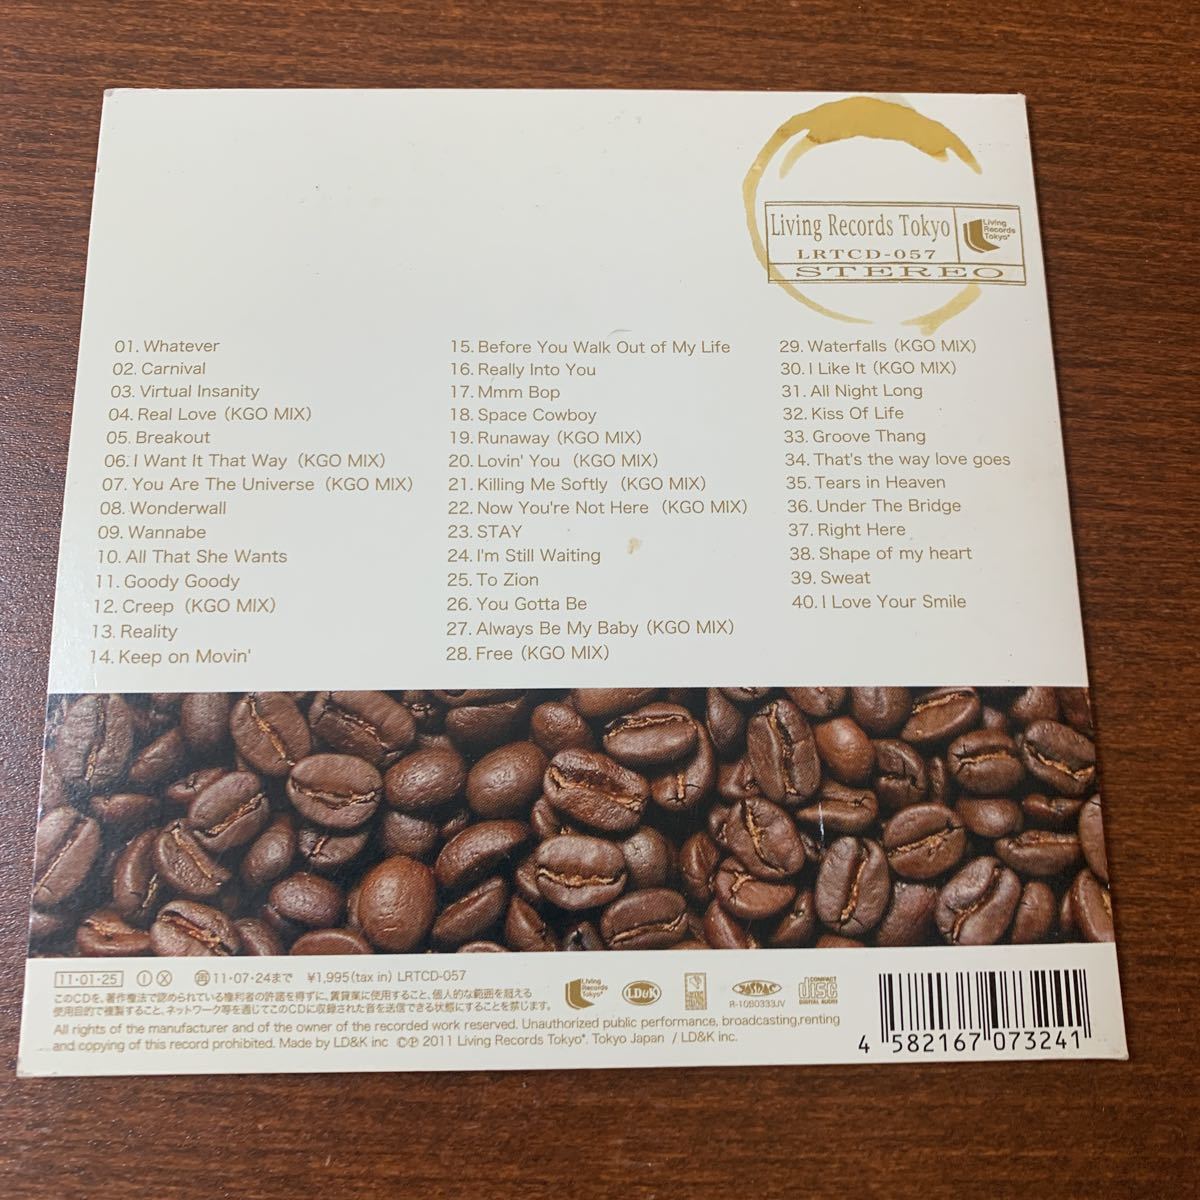 Living Records Tokyo
Living
Records
Tokyo*
LRTCD-057
STEREO
01. Whatever
02. Carnival
03. Virtual Insanity
04. Real Love (KGO MIX)
05. Breakout
06. I Want It That Way (KGO MIX)
07. You Are The Universe (KGO MIX)
08. Wonderwall
09. Wannabe
10. All That She Wants
11. Goody Goody
12. Creep (KGO MIX)
13. Reality
14. Keep on Movin'
15. Before You Walk Out of My Life
16. Really Into You
17. Mmm Bop
18. Space Cowboy
19. Runaway (KGO MIX)
20. Lovin' You (KGO MIX)
21. Killing Me Softly (KGO MIX)
22. Now You're Not Here (KGO MIX)
23. STAY
24. I'm Still Waiting
25. To Zion
26. You Gotta Be
27. Always Be My Baby (KGO MIX)
28. Free (KGO MIX)
29. Waterfalls (KGO MIX)
30. I Like It (KGO MIX)
31. All Night Long
32. Kiss Of Life
33. Groove Thang
34. That's the way love goes
35. Tears in Heaven
36. Under The Bridge
37. Right Here
38. Shape of my heart
39. Sweat
40. I Love Your Smile
11·01·25 Ⓘ Ⓧ 再 11·07·24まで ¥1,995(tax in) LRTCD-057
このCDを、著作権法で認められている権利者の許諾を得ずに、賃貸業に使用すること、個人的な範囲を超える
使用目的で複製すること、ネットワーク等を通じてこのCDに収録された音を送信できる状態にすることを禁じます。
All rights of the manufacturer and of the owner of the recorded work reserved. Unauthorized public performance, broadcasting,renting
and copying of this record prohibited. Made by LD&K inc ©℗ 2011 Living Records Tokyo*. Tokyo Japan / LD&K inc.
Living
Records
Tokyo*
LD&K
JASRAC
R-1080333JV
COMPACT
disc
DIGITAL AUDIO
4 582167 073241